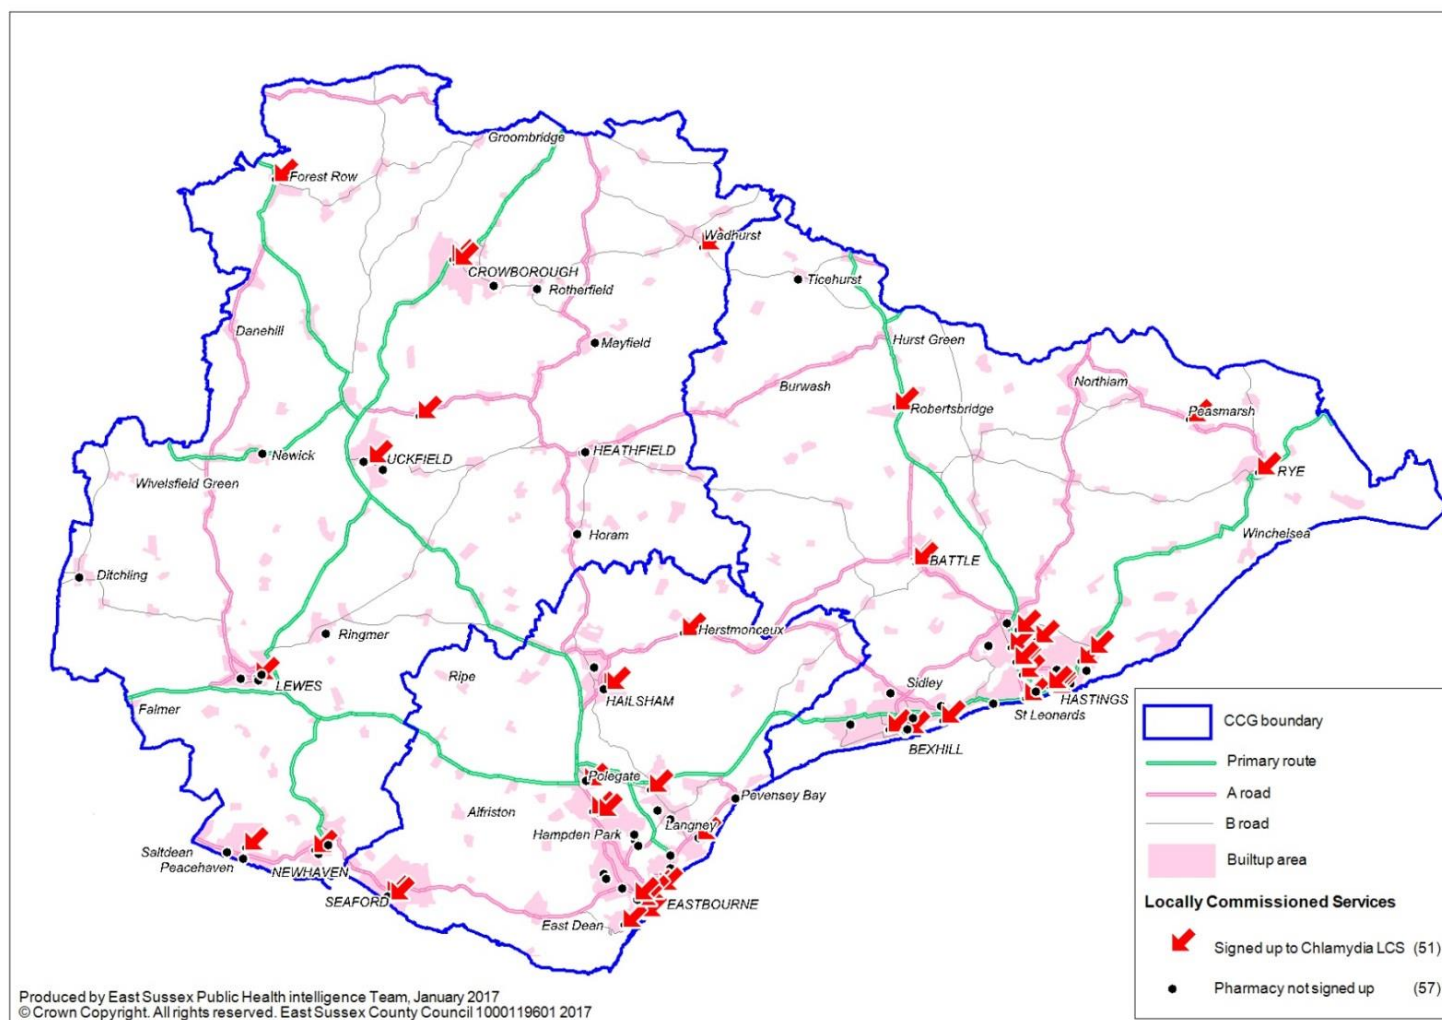 Groombridge
Forest Row
Wadhurst
CROWBOROUGH
Rotherfield
Ticehurst
Danehill
Mayfield
Hurst Green
Burwash
Northiam
Robertsbridge
Peasmarsh
Newick
UCKFIELD
HEATHFIELD
RYE
Wivelsfield Green
Horam
Winchelsea
BATTLE
Ditchling
Ringmer
Herstmonceux
Ripe
LEWES
HAILSHAM
Sidley
HASTINGS
Falmer
St Leonards
BEXHILL
Polegate
Pevensey Bay
Alfriston
Langney
Hampden Park
Saltdean
Peacehaven
NEWHAVEN
SEAFORD
EASTBOURNE
East Dean
CCG boundary
Primary route
A road
B road
Builtup area
Locally Commissioned Services
Signed up to Chlamydia LCS (51)
Pharmacy not signed up (57)
Produced by East Sussex Public Health intelligence Team, January 2017
© Crown Copyright. All rights reserved. East Sussex County Council 1000119601 2017